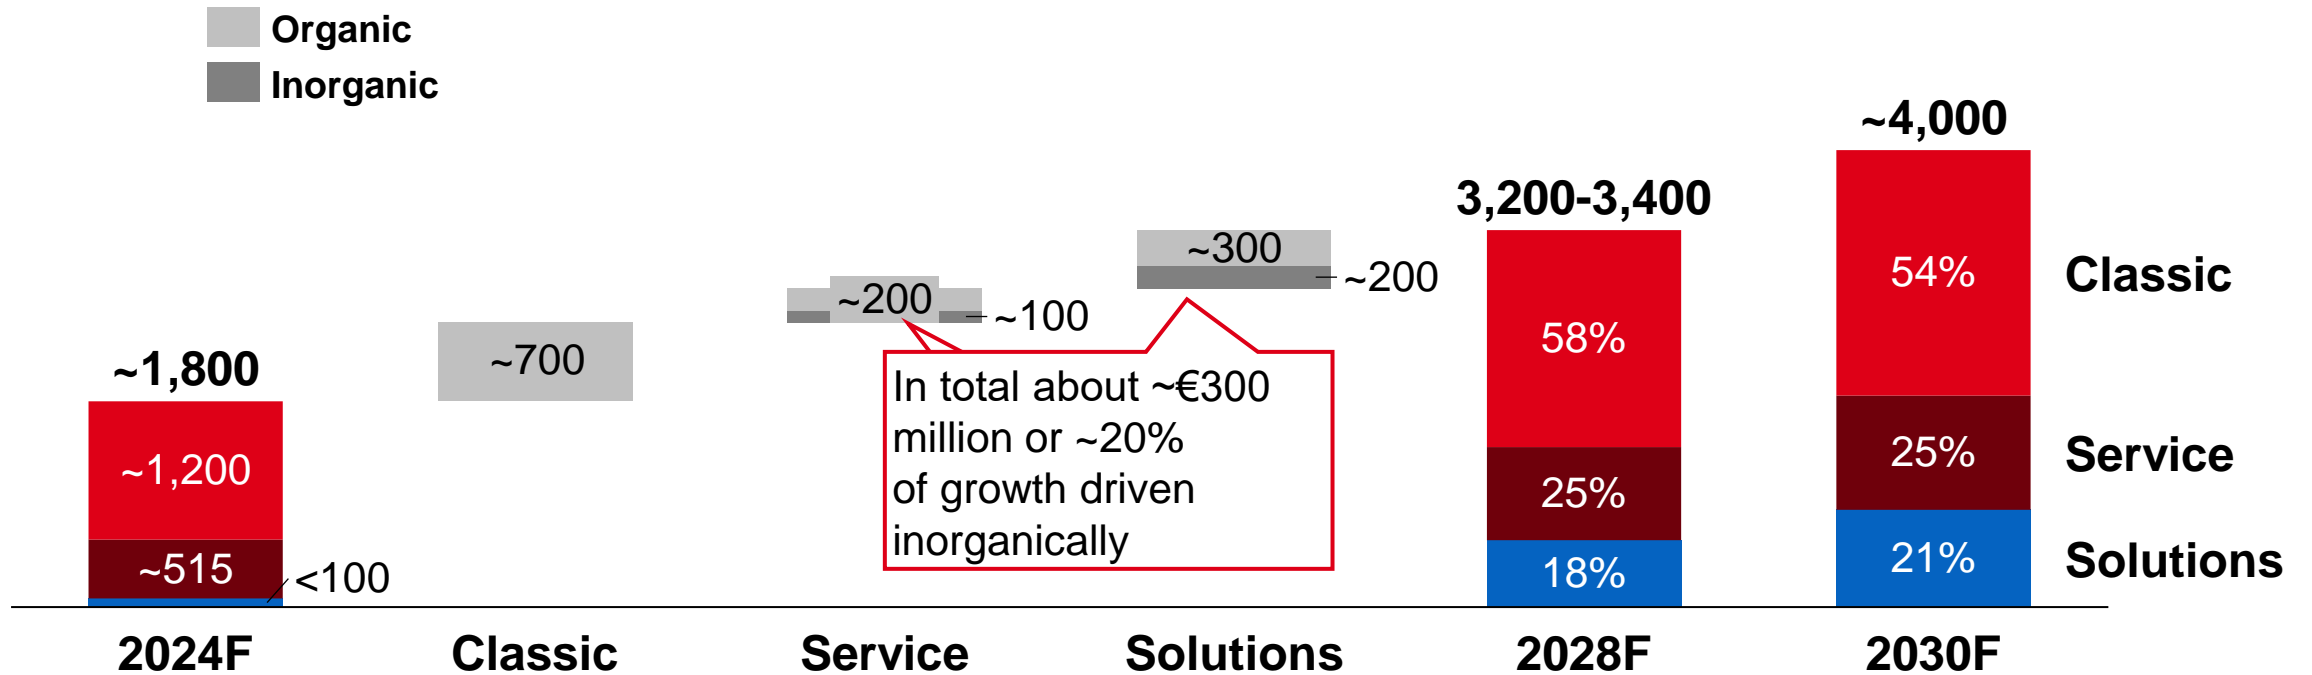 Organic
Inorganic
~4,000
3,200-3,400
~300
~200
54%
Classic
~200
~100
58%
~700
~1,800
In total about ~€300
million or ~20%
of growth driven
inorganically
~1,200
25%
Service
25%
~515
<100
18%
21%
Solutions
2024F
Classic
Service
Solutions
2028F
2030F